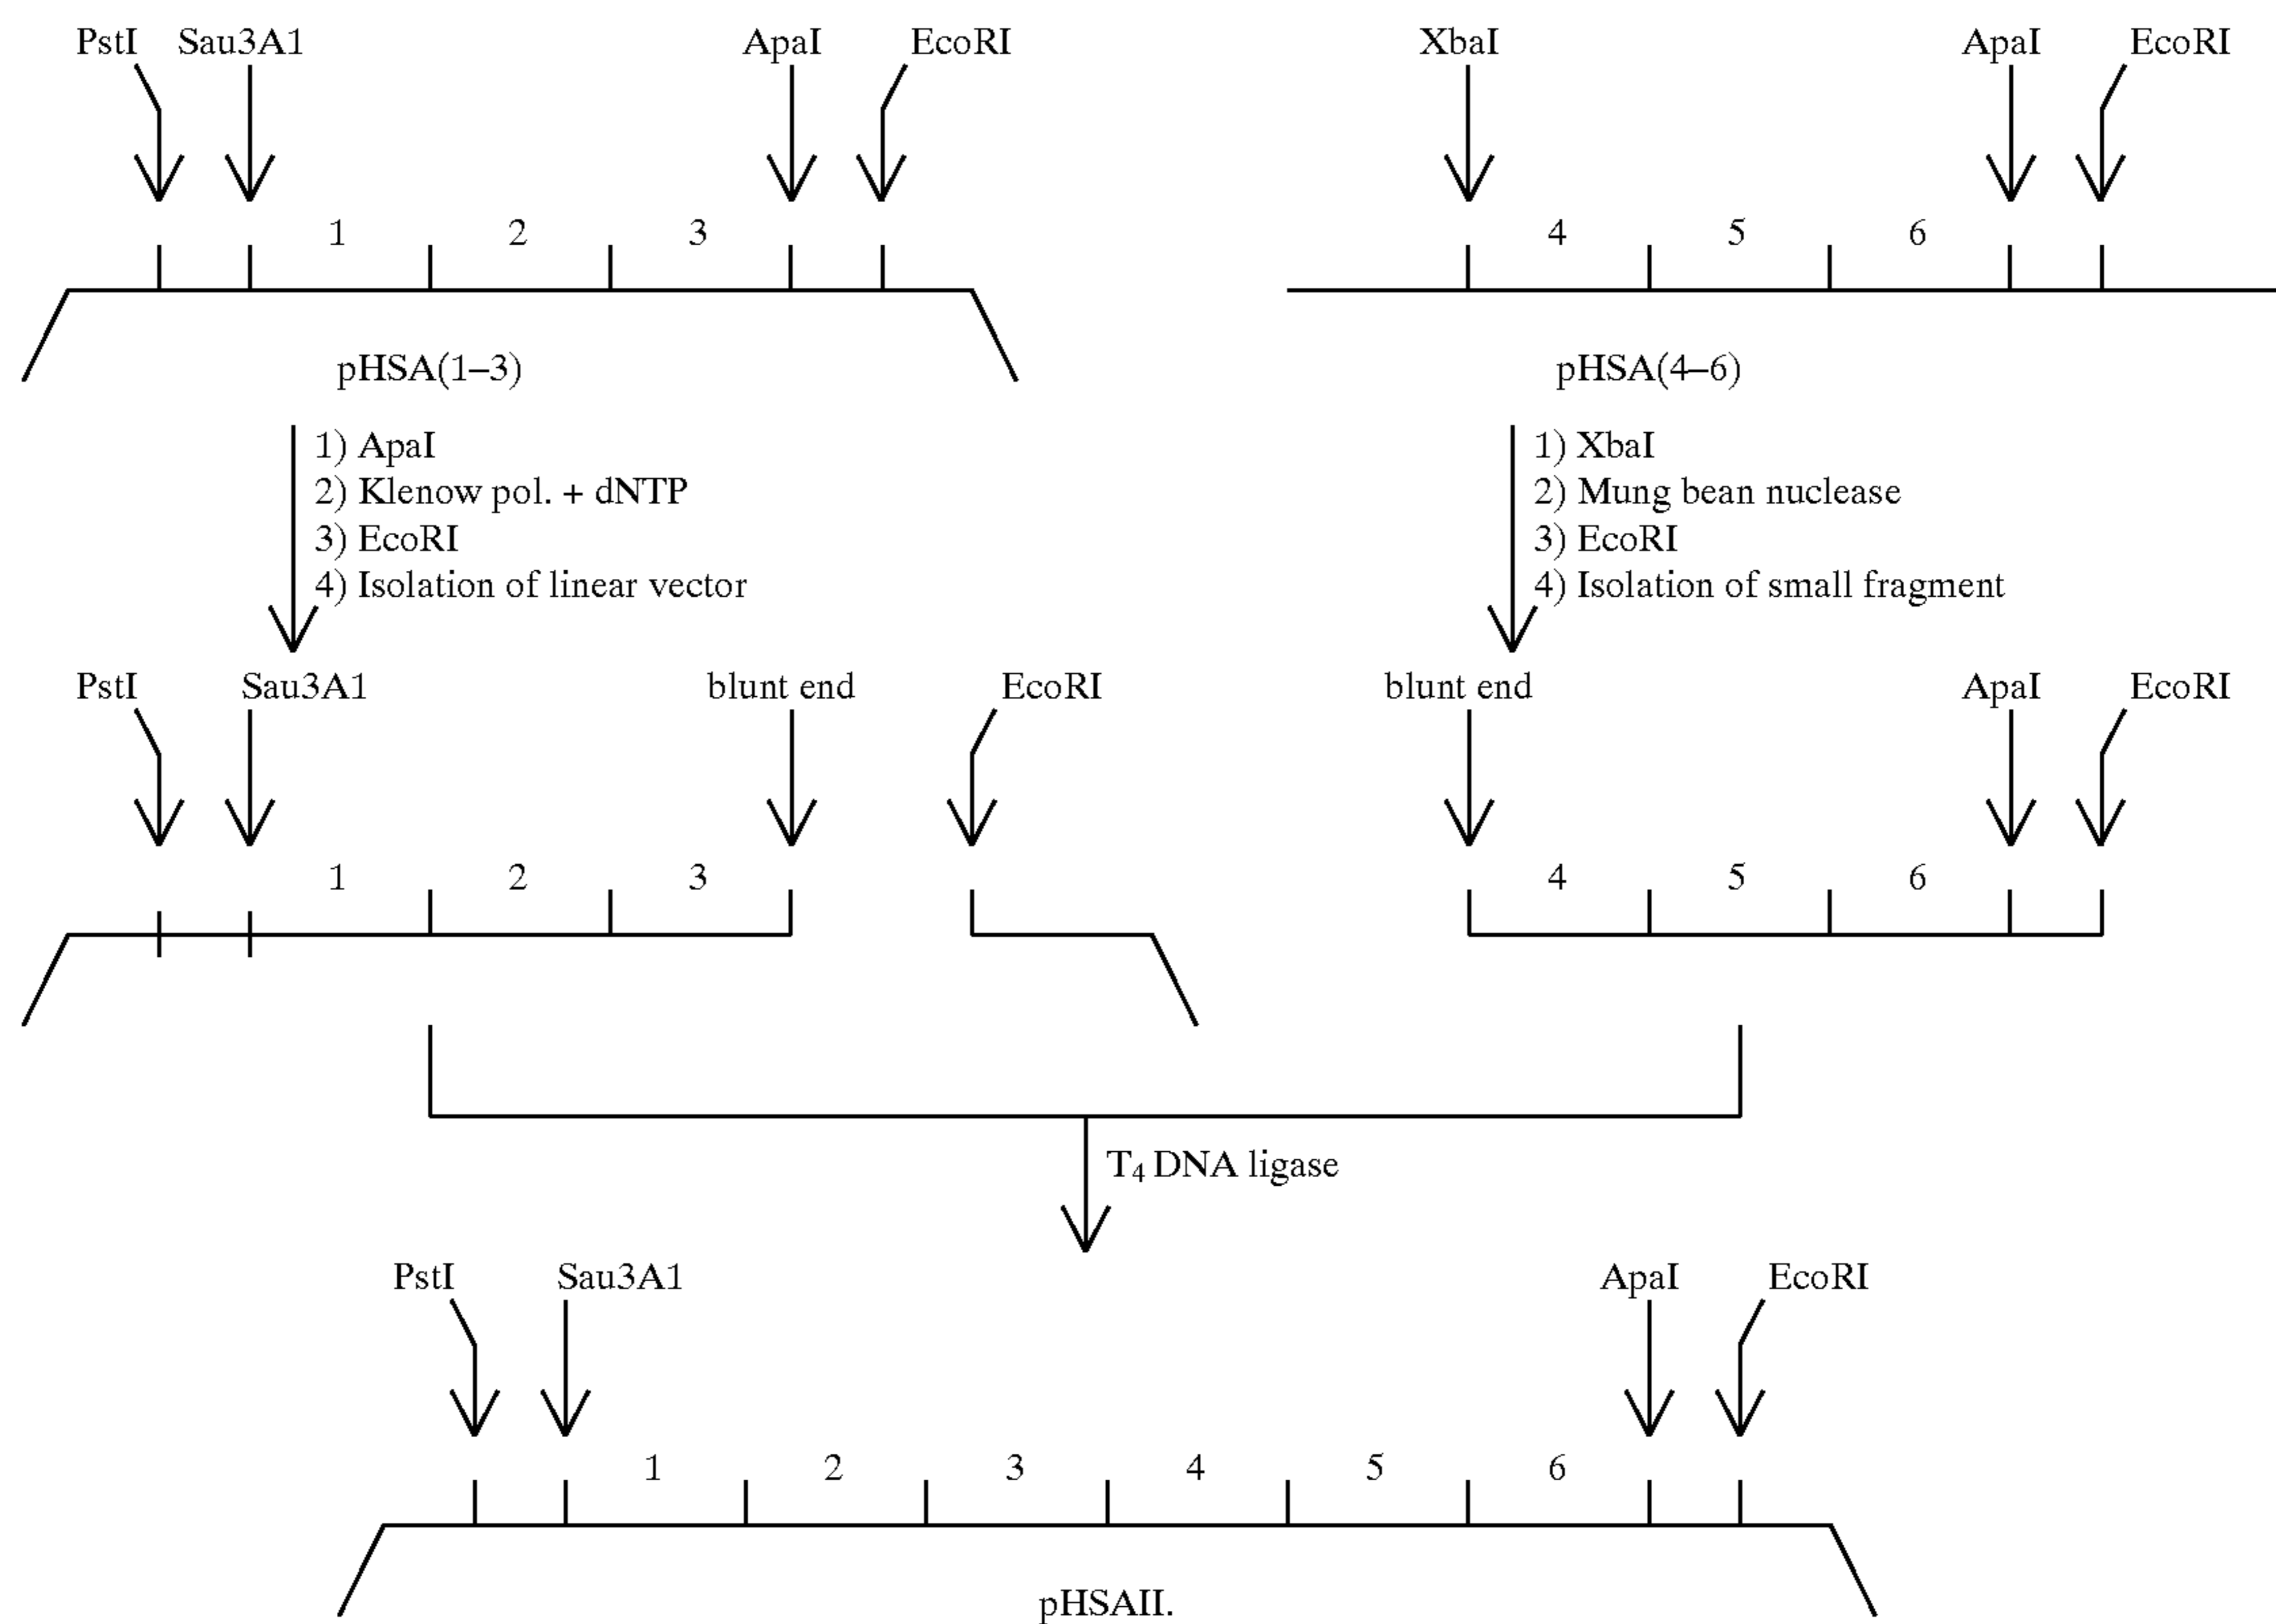 PstI Sau3A1 ApaI EcoRI XbaI ApaI EcoRI
1 2 3 4 5 6
pHSA(1–3) pHSA(4–6)
1) ApaI
2) Klenow pol. + dNTP
3) EcoRI
4) Isolation of linear vector
1) XbaI
2) Mung bean nuclease
3) EcoRI
4) Isolation of small fragment
PstI Sau3A1 blunt end EcoRI blunt end ApaI EcoRI
1 2 3 4 5 6
T₄ DNA ligase
PstI Sau3A1 ApaI EcoRI
1 2 3 4 5 6
pHSAII.